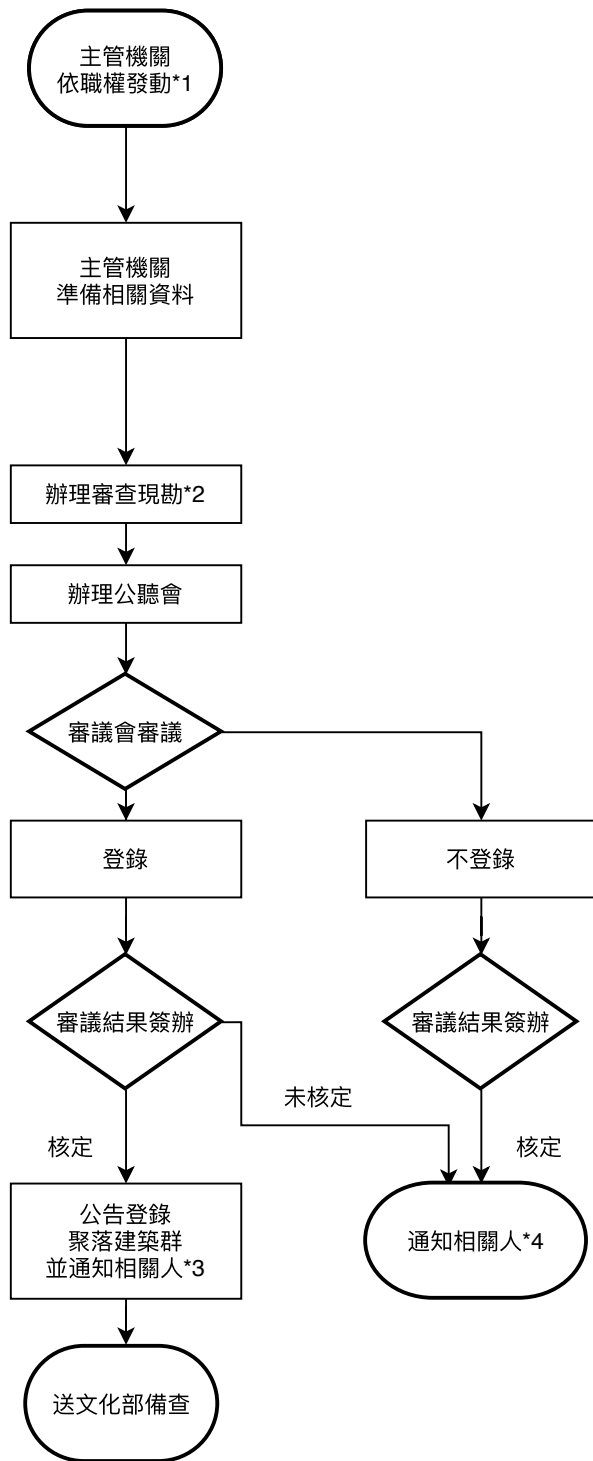 主管機關
依職權發動*1
主管機關
準備相關資料
辦理審查現勘*2
辦理公聽會
審議會審議
登錄
不登錄
審議結果簽辦
審議結果簽辦
未核定
核定
核定
公告登錄
聚落建築群
並通知相關人*3
通知相關人*4
送文化部備查